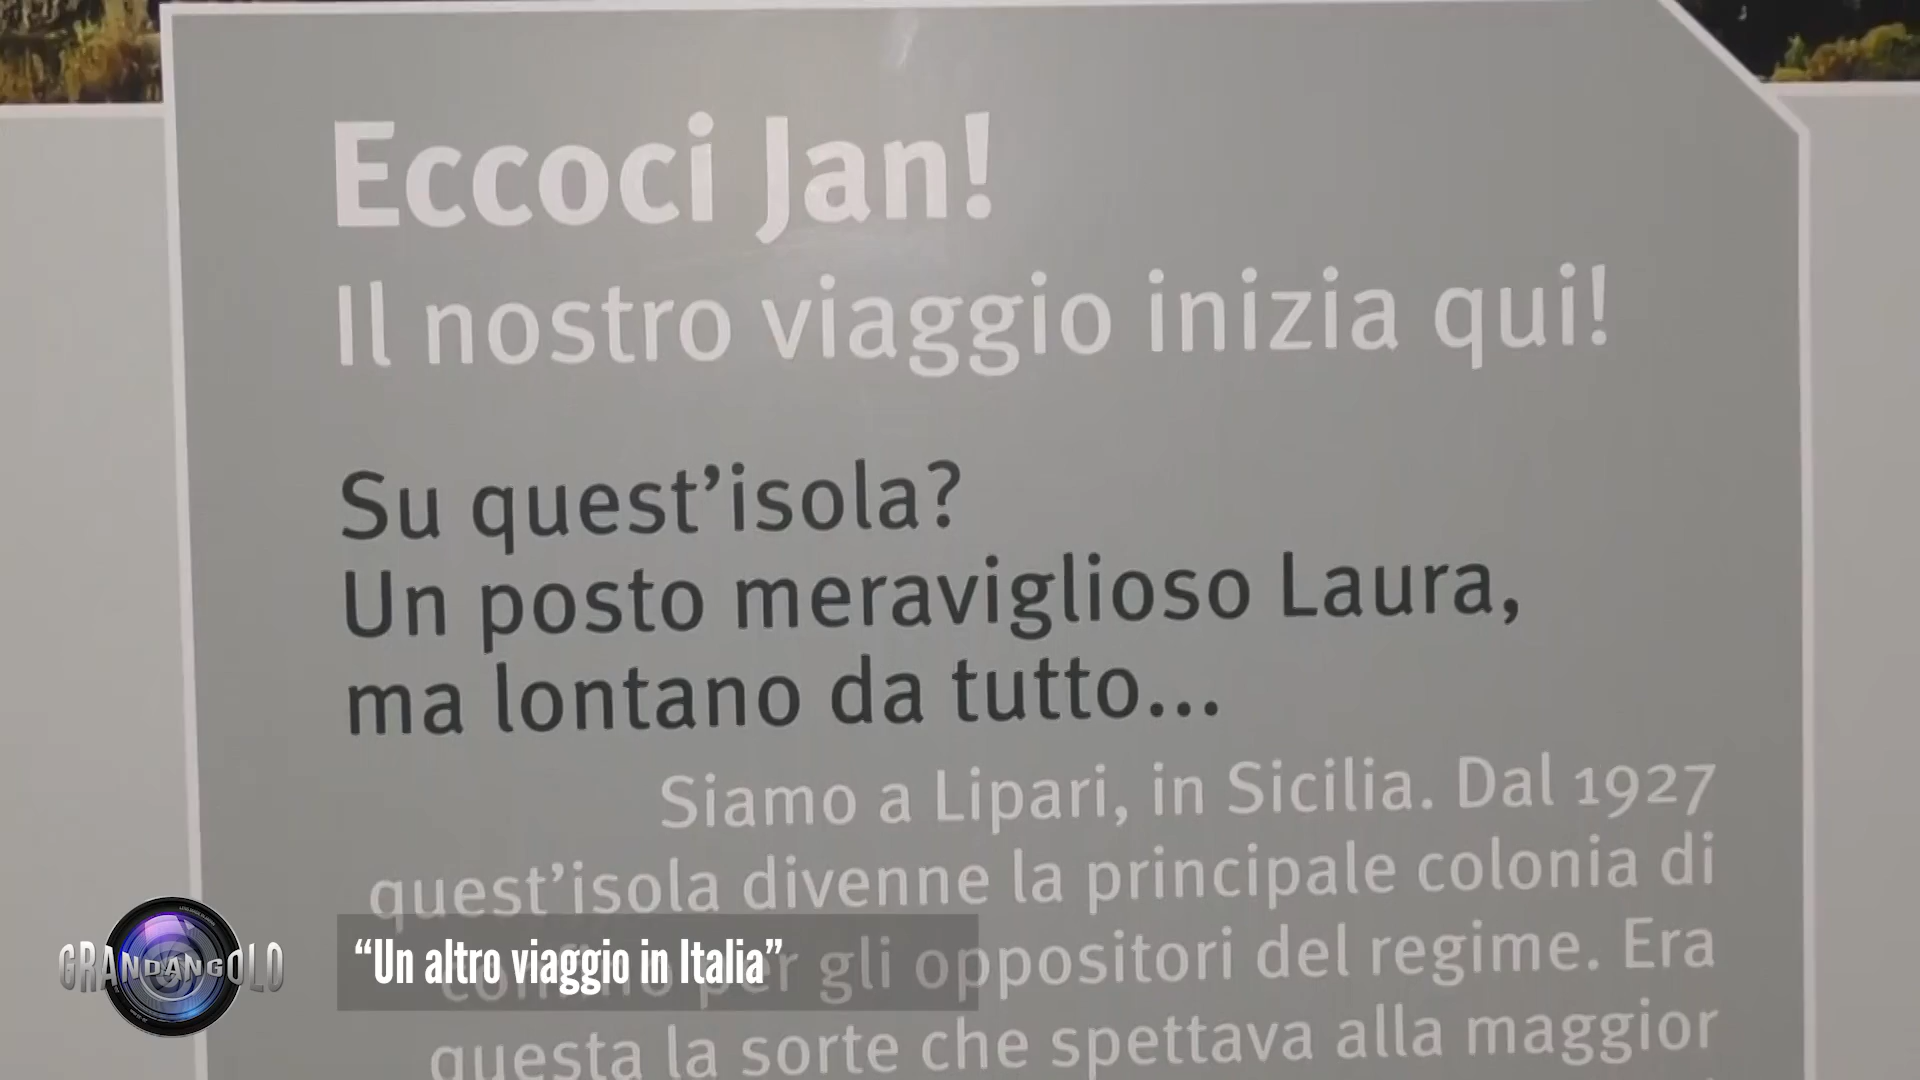 Eccoci Jan!
Il nostro viaggio inizia qui!
Su quest'isola?
Un posto meraviglioso Laura,
ma lontano da tutto...
Siamo a Lipari, in Sicilia. Dal 1927
quest'isola divenne la principale colonia di
confino per gli oppositori del regime. Era
questa la sorte che spettava alla maggior
GRANDANGOLO
“Un altro viaggio in Italia”